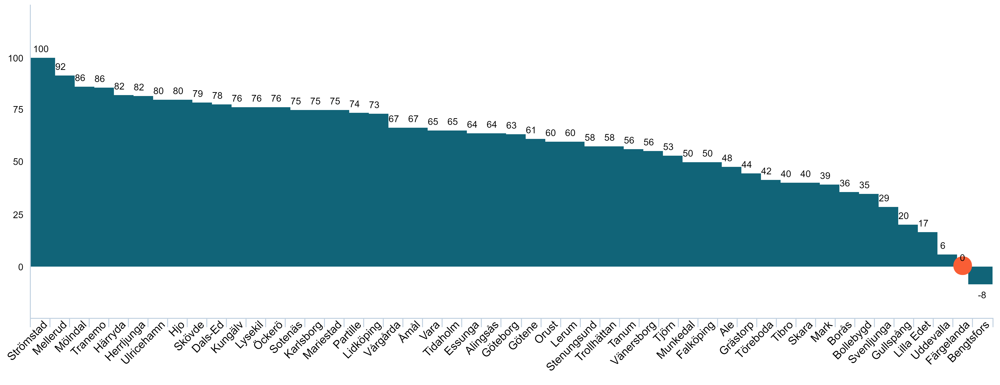 100
75
50
25
0
100
92
86
86
82
82
80
80
79
78
76
76
76
75
75
75
74
73
67
67
65
65
64
64
63
61
60
60
58
58
56
56
53
50
50
48
44
42
40
40
39
36
35
29
20
17
6
0
-8
Strömstad
Mellerud
Mölndal
Tranemo
Härryda
Herrljunga
Ulricehamn
Hjo
Skövde
Dals-Ed
Kungälv
Lysekil
Öckerö
Sotenäs
Karlsborg
Mariestad
Partille
Lidköping
Vårgårda
Åmål
Vara
Tidaholm
Essunga
Alingsås
Göteborg
Götene
Orust
Lerum
Stenungsund
Trollhättan
Tanum
Vänersborg
Tjörn
Munkedal
Falköping
Ale
Grästorp
Töreboda
Tibro
Skara
Mark
Borås
Bollebygd
Svenljunga
Gullspång
Lilla Edet
Uddevalla
Färgelanda
Bengtsfors